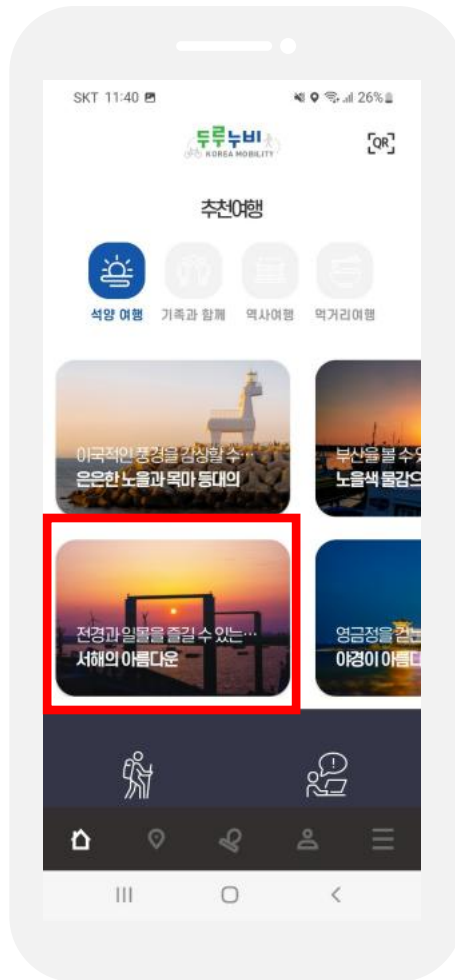 SKT 11:40
26%
두루누비
KOREA MOBILITY
QR
추천여행
석양 여행
가족과 함께
역사여행
먹거리여행
이국적인 풍경을 감상할 수…
은은한 노을과 목마 등대의
부산을 볼 수 있
노을색 물감으
전경과 일몰을 즐길 수 있는…
서해의 아름다운
영금정을 걷는
야경이 아름다